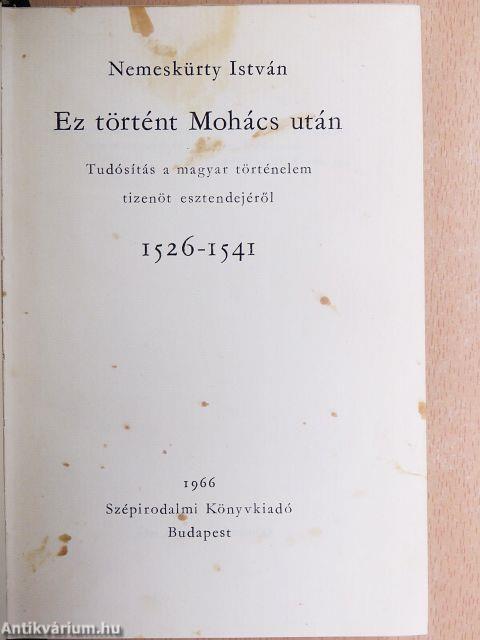 Nemeskürty István
Ez történt Mohács után
Tudósítás a magyar történelem
tizenöt esztendejéről
1526-1541
1966
Szépirodalmi Könyvkiadó
Budapest
Antikvárium.hu